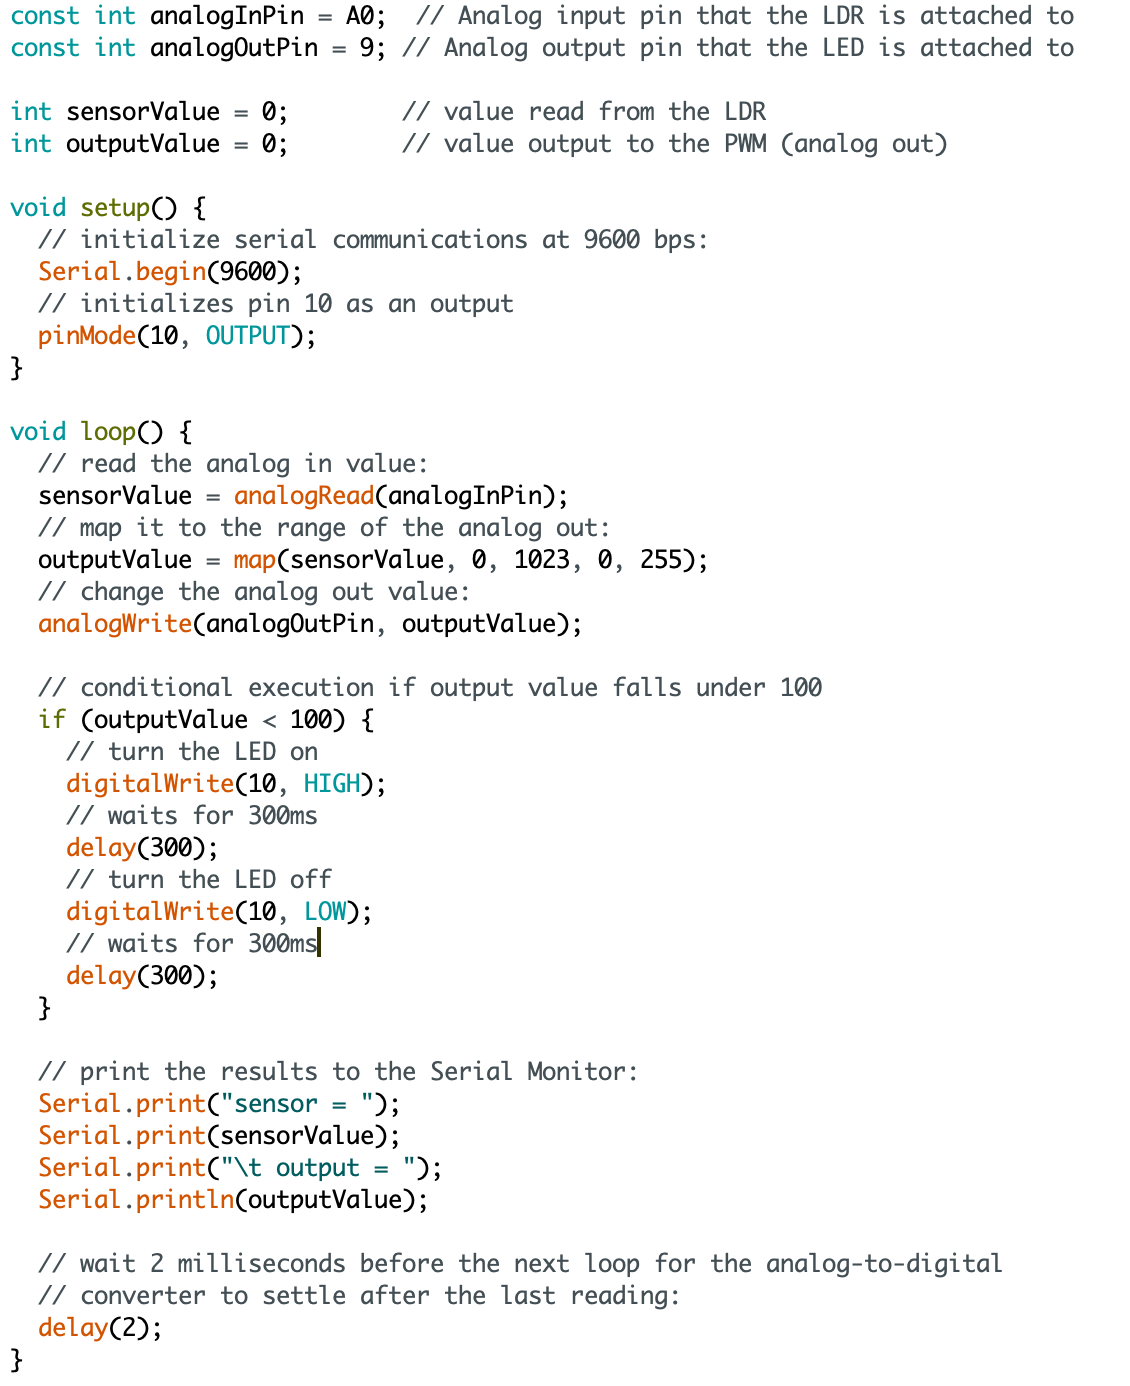 const int analogInPin = A0;  // Analog input pin that the LDR is attached to
const int analogOutPin = 9; // Analog output pin that the LED is attached to

int sensorValue = 0;        // value read from the LDR
int outputValue = 0;        // value output to the PWM (analog out)

void setup() {
  // initialize serial communications at 9600 bps:
  Serial.begin(9600);
  // initializes pin 10 as an output
  pinMode(10, OUTPUT);
}

void loop() {
  // read the analog in value:
  sensorValue = analogRead(analogInPin);
  // map it to the range of the analog out:
  outputValue = map(sensorValue, 0, 1023, 0, 255);
  // change the analog out value:
  analogWrite(analogOutPin, outputValue);

  // conditional execution if output value falls under 100
  if (outputValue < 100) {
    // turn the LED on
    digitalWrite(10, HIGH);
    // waits for 300ms
    delay(300);
    // turn the LED off
    digitalWrite(10, LOW);
    // waits for 300ms
    delay(300);
  }

  // print the results to the Serial Monitor:
  Serial.print("sensor = ");
  Serial.print(sensorValue);
  Serial.print("\t output = ");
  Serial.println(outputValue);

  // wait 2 milliseconds before the next loop for the analog-to-digital
  // converter to settle after the last reading:
  delay(2);
}